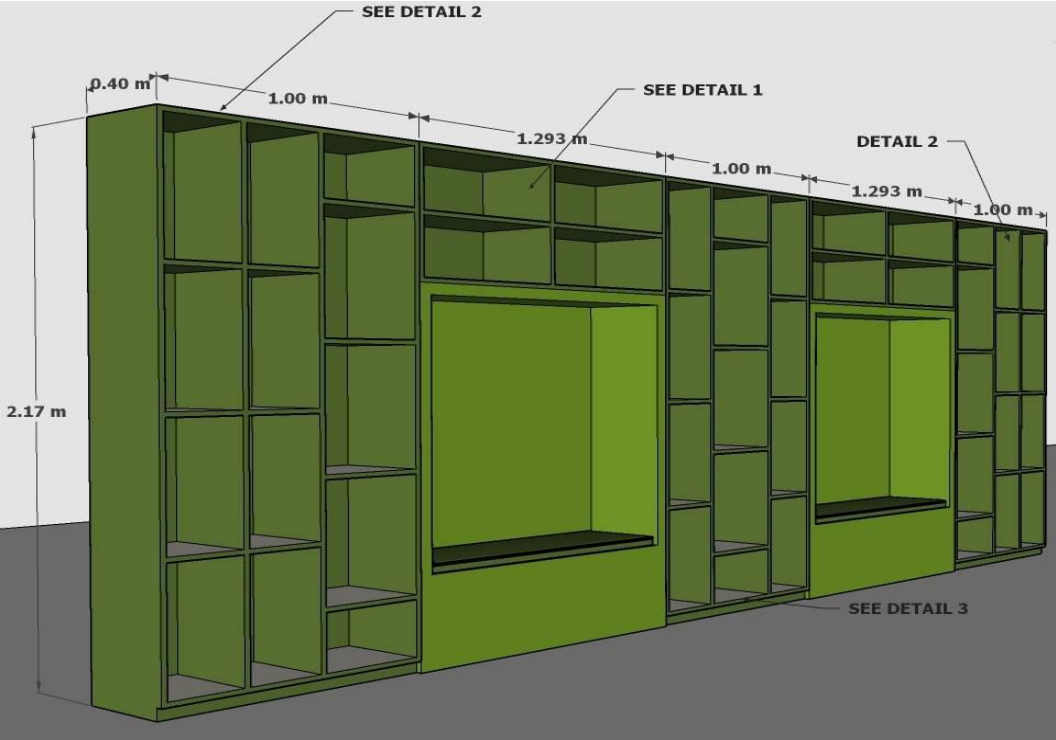 SEE DETAIL 2
0.40 m
1.00 m
SEE DETAIL 1
1.293 m
DETAIL 2
1.00 m
1.293 m
1.00 m
2.17 m
SEE DETAIL 3